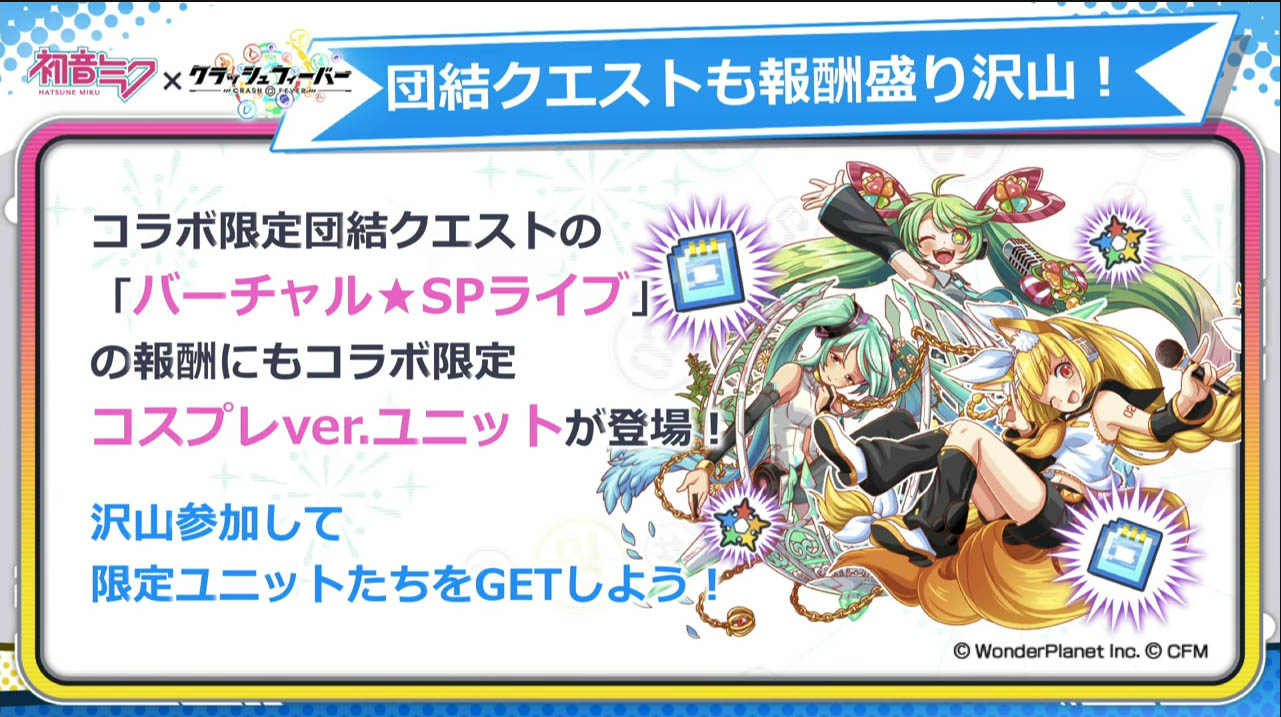 初音ミク
HATSUNE MIKU
×
クラッシュフィーバー
CRASH FEVER
団結クエストも報酬盛り沢山！
コラボ限定団結クエストの
「バーチャル★SPライブ」
の報酬にもコラボ限定
コスプレver.ユニットが登場！
沢山参加して
限定ユニットたちをGETしよう！
02
© WonderPlanet Inc. © CFM